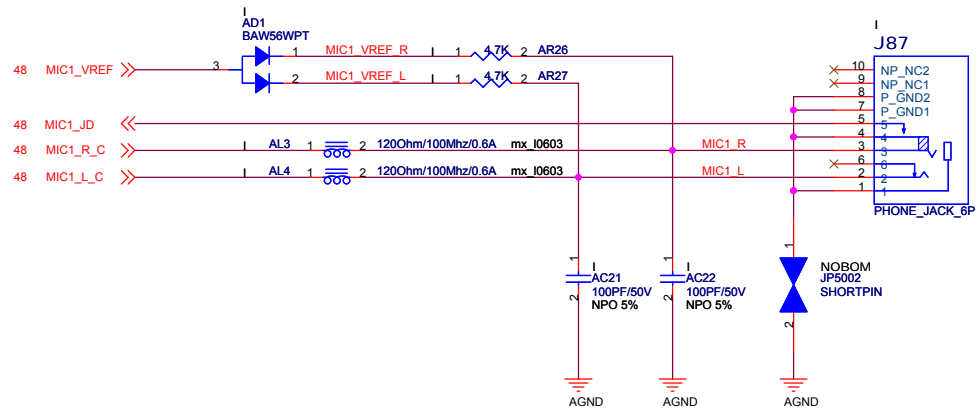 I
AD1
BAW56WPT
I
J87
48 MIC1_VREF 3 1 MIC1_VREF_R I 1 4.7K 2 AR26
2 MIC1_VREF_L I 1 4.7K 2 AR27
10 NP_NC2
9 NP_NC1
8 P_GND2
7 P_GND1
48 MIC1_JD 5 5
4 4
48 MIC1_R_C I AL3 1 2 120Ohm/100Mhz/0.6A mx_l0603 MIC1_R 3 3
6 6
48 MIC1_L_C I AL4 1 2 120Ohm/100Mhz/0.6A mx_l0603 MIC1_L 2 2
1 1
PHONE_JACK_6P
1 I
AC21
100PF/50V
2 NPO 5%
1 I
AC22
100PF/50V
2 NPO 5%
1
NOBOM
JP5002
SHORTPIN
2
AGND AGND AGND